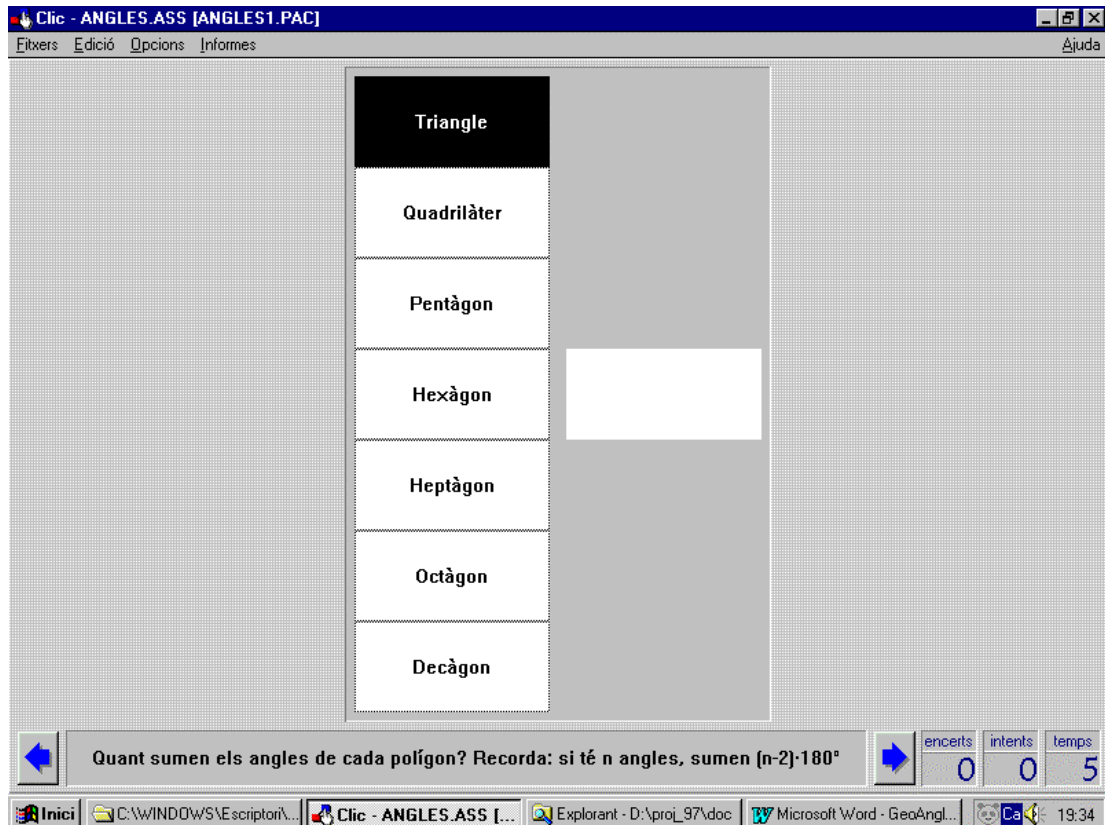 Clic - ANGLES.ASS [ANGLES1.PAC]
Fitxers Edició Opcions Informes Ajuda
Triangle
Quadrilàter
Pentàgon
Hexàgon
Heptàgon
Octàgon
Decàgon
Quant sumen els angles de cada polígon? Recorda: si té n angles, sumen (n-2)·180º
encerts intents temps
0 0 5
Inici C:\WINDOWS\Escriptori\... Clic - ANGLES.ASS [... Explorant - D:\proj_97\doc Microsoft Word - GeoAngl... Ca 19:34